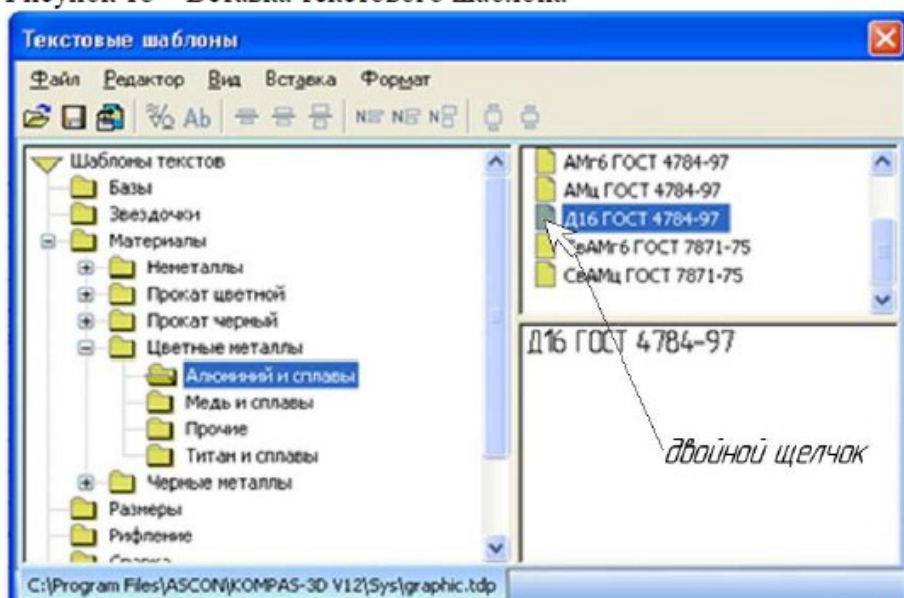 Рисунок 18 – Вставка текстового шаблона
Текстовые шаблоны
Файл Редактор Вид Вставка Формат
Шаблоны текстов
Базы
Звездочки
Материалы
Неметаллы
Прокат цветной
Прокат черный
Цветные металлы
Алюминий и сплавы
Медь и сплавы
Прочие
Титан и сплавы
Черные металлы
Размеры
Рифление
АМг6 ГОСТ 4784-97
АМц ГОСТ 4784-97
Д16 ГОСТ 4784-97
СвАМг6 ГОСТ 7871-75
СвАМц ГОСТ 7871-75
Д16 ГОСТ 4784-97
двойной щелчок
C:\Program Files\ASCON\KOMPAS-3D V12\Sys\graphic.tdp